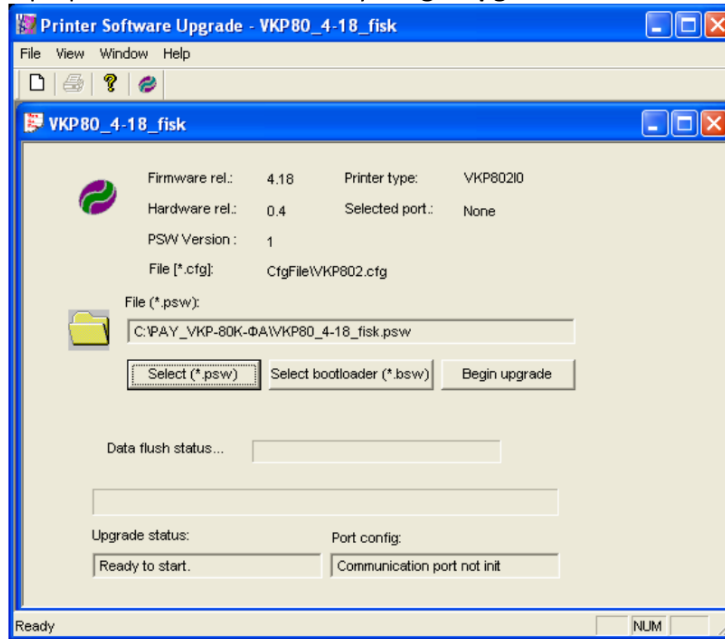 Printer Software Upgrade - VKP80_4-18_fisk
File View Window Help
VKP80_4-18_fisk
Firmware rel.: 4.18 Printer type: VKP802I0
Hardware rel.: 0.4 Selected port.: None
PSW Version : 1
File [*.cfg]: CfgFile\VKP802.cfg
File (*.psw):
C:\PAY_VKP-80K-ФА\VKP80_4-18_fisk.psw
Select (*.psw) Select bootloader (*.bsw) Begin upgrade
Data flush status...
Upgrade status: Port config:
Ready to start. Communication port not init
Ready NUM